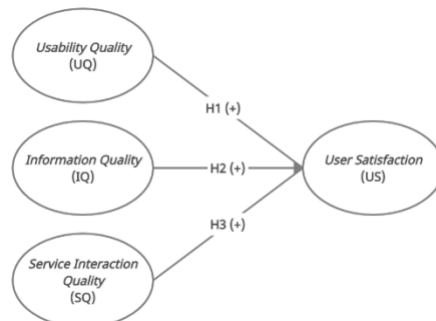 Usability Quality
(UQ)
H1 (+)
Information Quality
(IQ)
H2 (+)
User Satisfaction
(US)
H3 (+)
Service Interaction
Quality
(SQ)